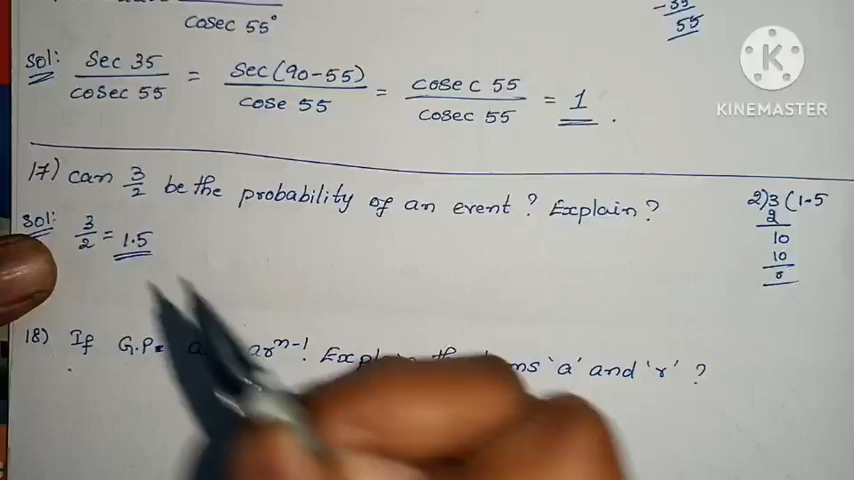 cosec 55°
-35
55
Sol: Sec 35 / cosec 55 = sec(90-55) / cose 55 = cosec 55 / cosec 55 = 1 .
KINEMASTER
17) can 3/2 be the probability of an event? Explain?
2)3(1.5
2
10
10
0
Sol: 3/2 = 1.5
18) If G.P= arⁿ⁻¹. 'a' and 'r' ?